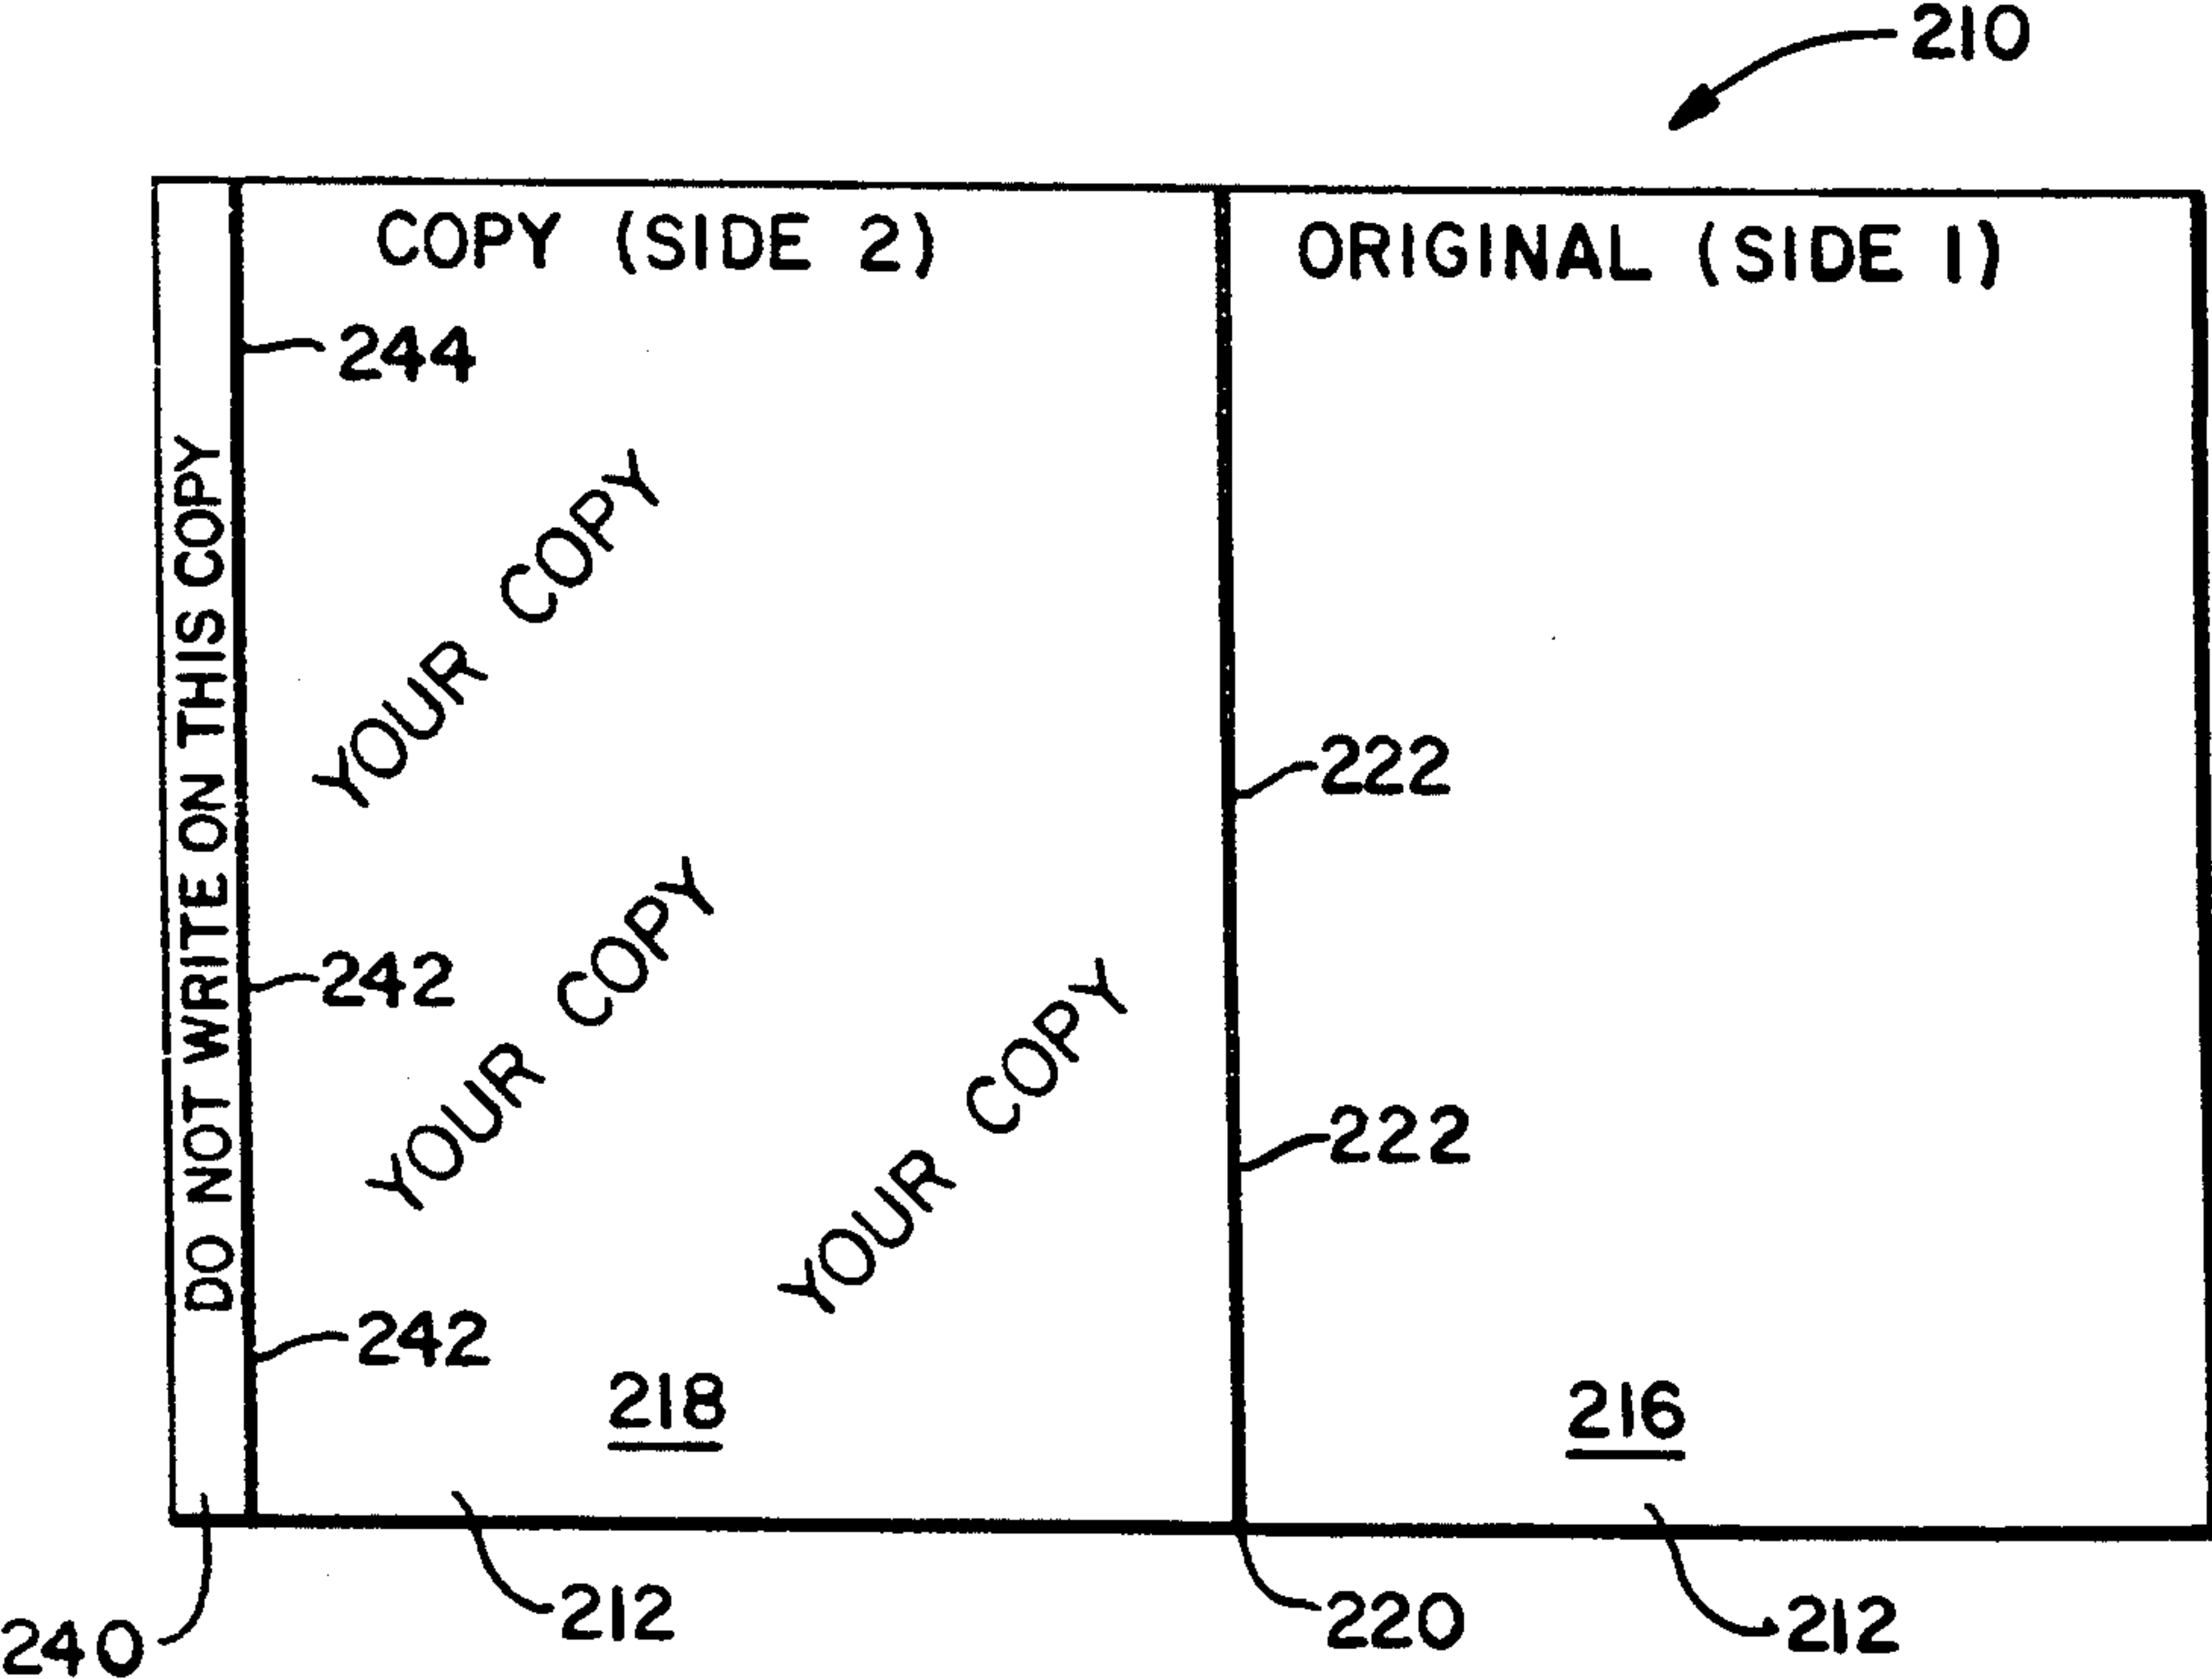 210
COPY (SIDE 2)
ORIGINAL (SIDE 1)
244
DO NOT WRITE ON THIS COPY
YOUR COPY
222
YOUR COPY
242
YOUR COPY
222
242
218
216
240
212
220
212